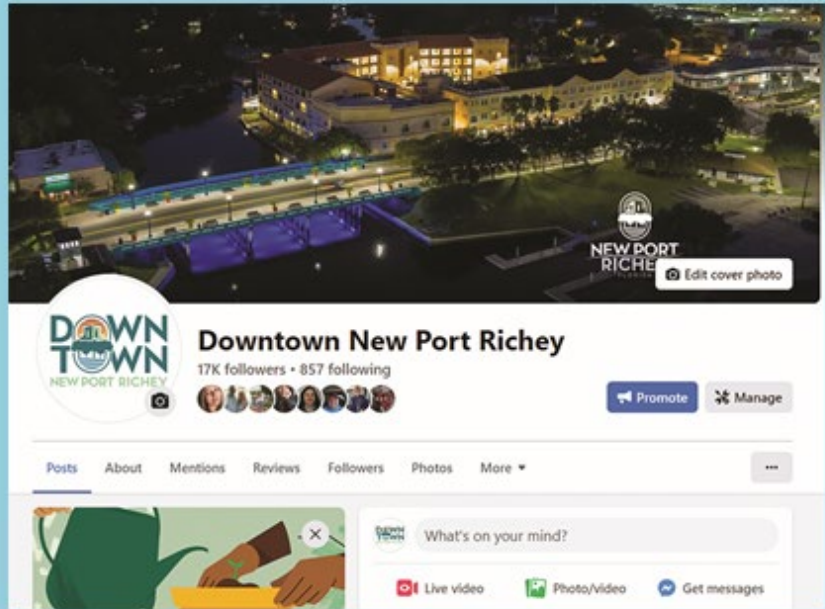 NEW PORT
RICHEY
Edit cover photo
DOWN
TOWN
NEW PORT RICHEY
Downtown New Port Richey
17K followers • 857 following
Promote
Manage
Posts
About
Mentions
Reviews
Followers
Photos
More
DOWN
TOWN
What's on your mind?
Live video
Photo/video
Get messages